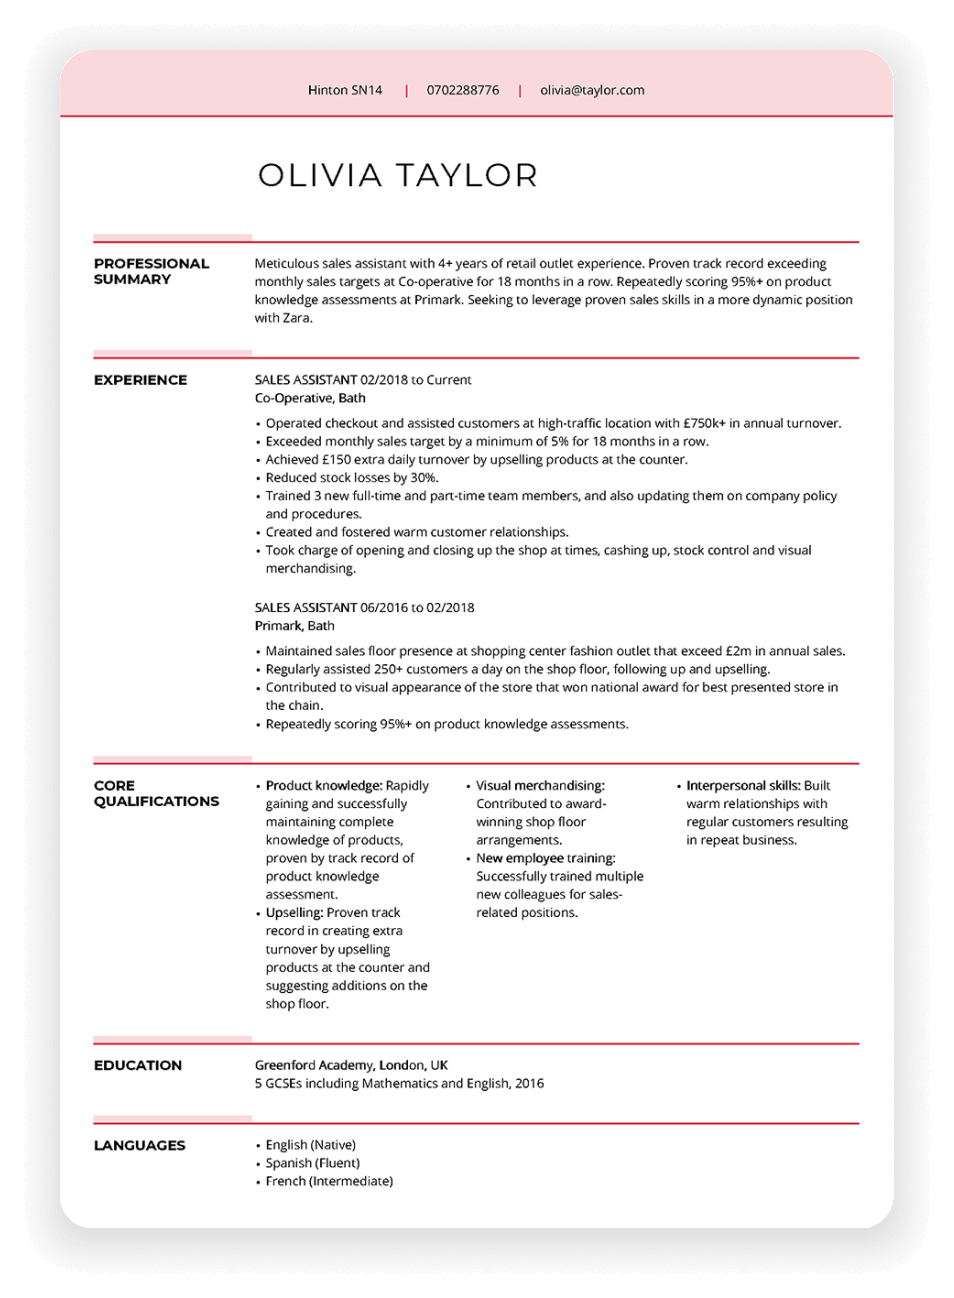 Hinton SN14 | 0702288776 | olivia@taylor.com
OLIVIA TAYLOR
PROFESSIONAL
SUMMARY
Meticulous sales assistant with 4+ years of retail outlet experience. Proven track record exceeding
monthly sales targets at Co-operative for 18 months in a row. Repeatedly scoring 95%+ on product
knowledge assessments at Primark. Seeking to leverage proven sales skills in a more dynamic position
with Zara.
EXPERIENCE
SALES ASSISTANT 02/2018 to Current
Co-Operative, Bath
• Operated checkout and assisted customers at high-traffic location with £750k+ in annual turnover.
• Exceeded monthly sales target by a minimum of 5% for 18 months in a row.
• Achieved £150 extra daily turnover by upselling products at the counter.
• Reduced stock losses by 30%.
• Trained 3 new full-time and part-time team members, and also updating them on company policy
and procedures.
• Created and fostered warm customer relationships.
• Took charge of opening and closing up the shop at times, cashing up, stock control and visual
merchandising.
SALES ASSISTANT 06/2016 to 02/2018
Primark, Bath
• Maintained sales floor presence at shopping center fashion outlet that exceed £2m in annual sales.
• Regularly assisted 250+ customers a day on the shop floor, following up and upselling.
• Contributed to visual appearance of the store that won national award for best presented store in
the chain.
• Repeatedly scoring 95%+ on product knowledge assessments.
CORE
QUALIFICATIONS
• Product knowledge: Rapidly
gaining and successfully
maintaining complete
knowledge of products,
proven by track record of
product knowledge
assessment.
• Upselling: Proven track
record in creating extra
turnover by upselling
products at the counter and
suggesting additions on the
shop floor.
• Visual merchandising:
Contributed to award-
winning shop floor
arrangements.
• New employee training:
Successfully trained multiple
new colleagues for sales-
related positions.
• Interpersonal skills: Built
warm relationships with
regular customers resulting
in repeat business.
EDUCATION
Greenford Academy, London, UK
5 GCSEs including Mathematics and English, 2016
LANGUAGES
• English (Native)
• Spanish (Fluent)
• French (Intermediate)